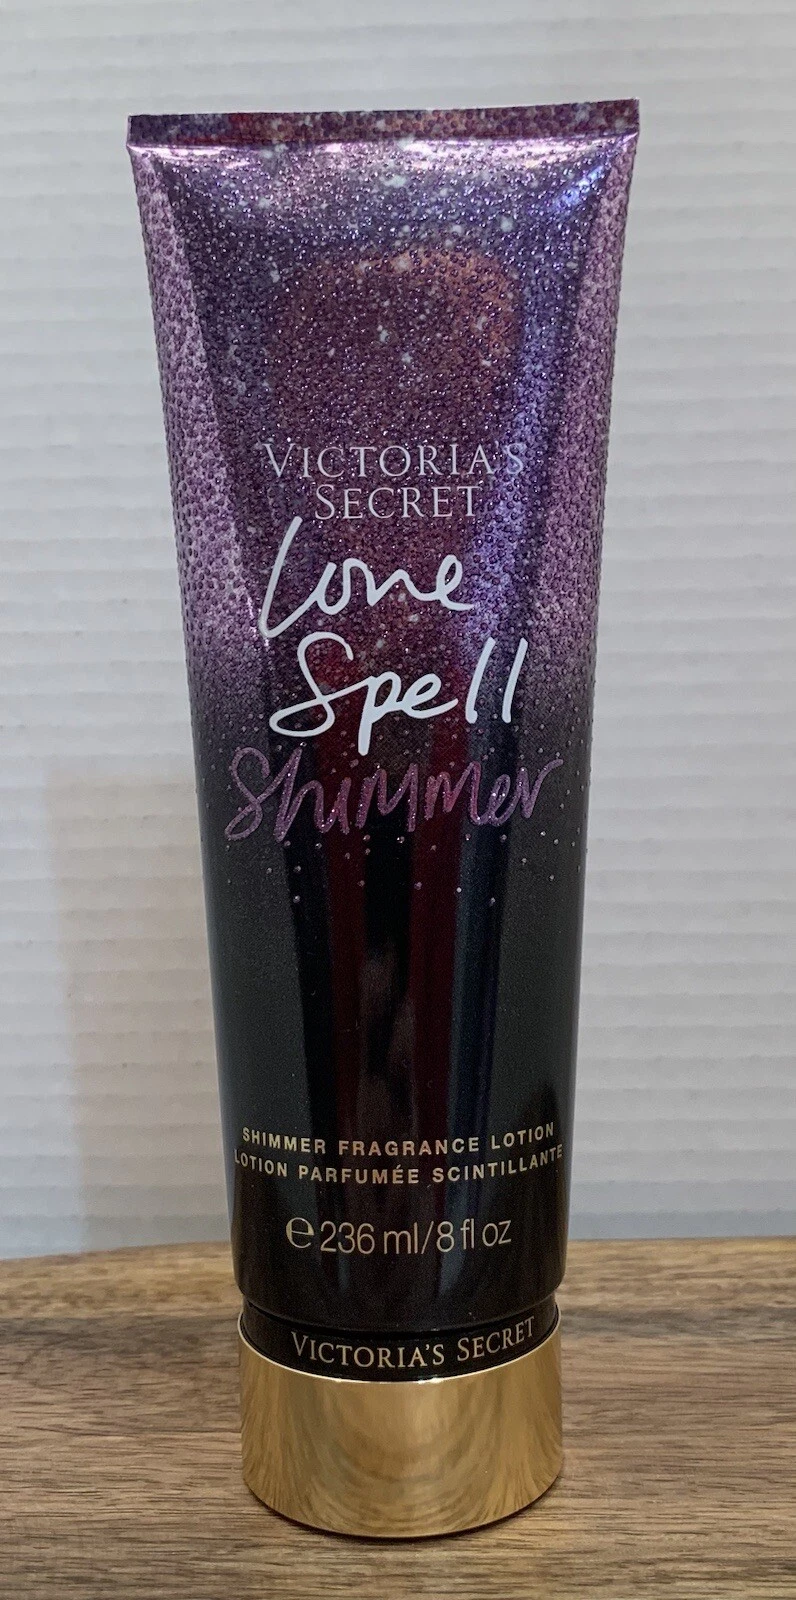 VICTORIA'S
SECRET
Love
Spell
Shimmer
SHIMMER FRAGRANCE LOTION
LOTION PARFUMÉE SCINTILLANTE
℮ 236 ml/8 fl oz
VICTORIA'S SECRET